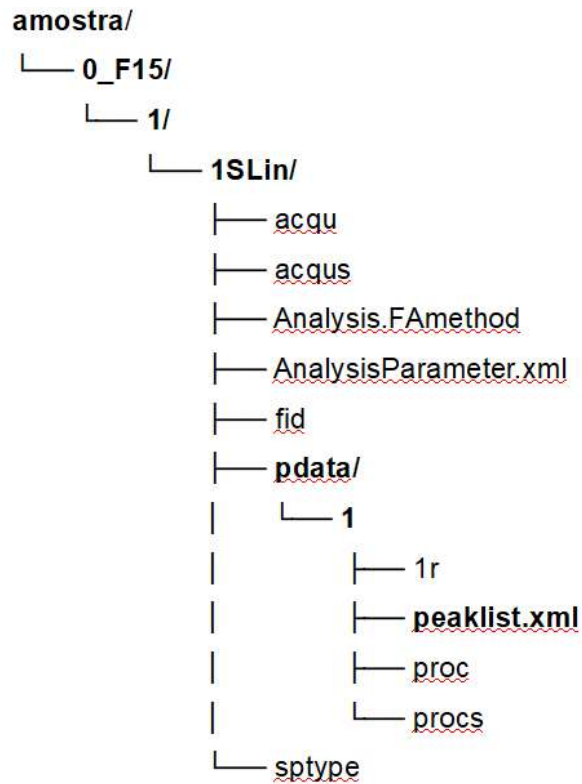 amostra/
└── 0_F15/
└── 1/
└── 1SLin/
├── acqu
├── acqus
├── Analysis.FAmethod
├── AnalysisParameter.xml
├── fid
├── pdata/
│ └── 1
│ ├── 1r
│ ├── peaklist.xml
│ ├── proc
│ └── procs
└── sptype